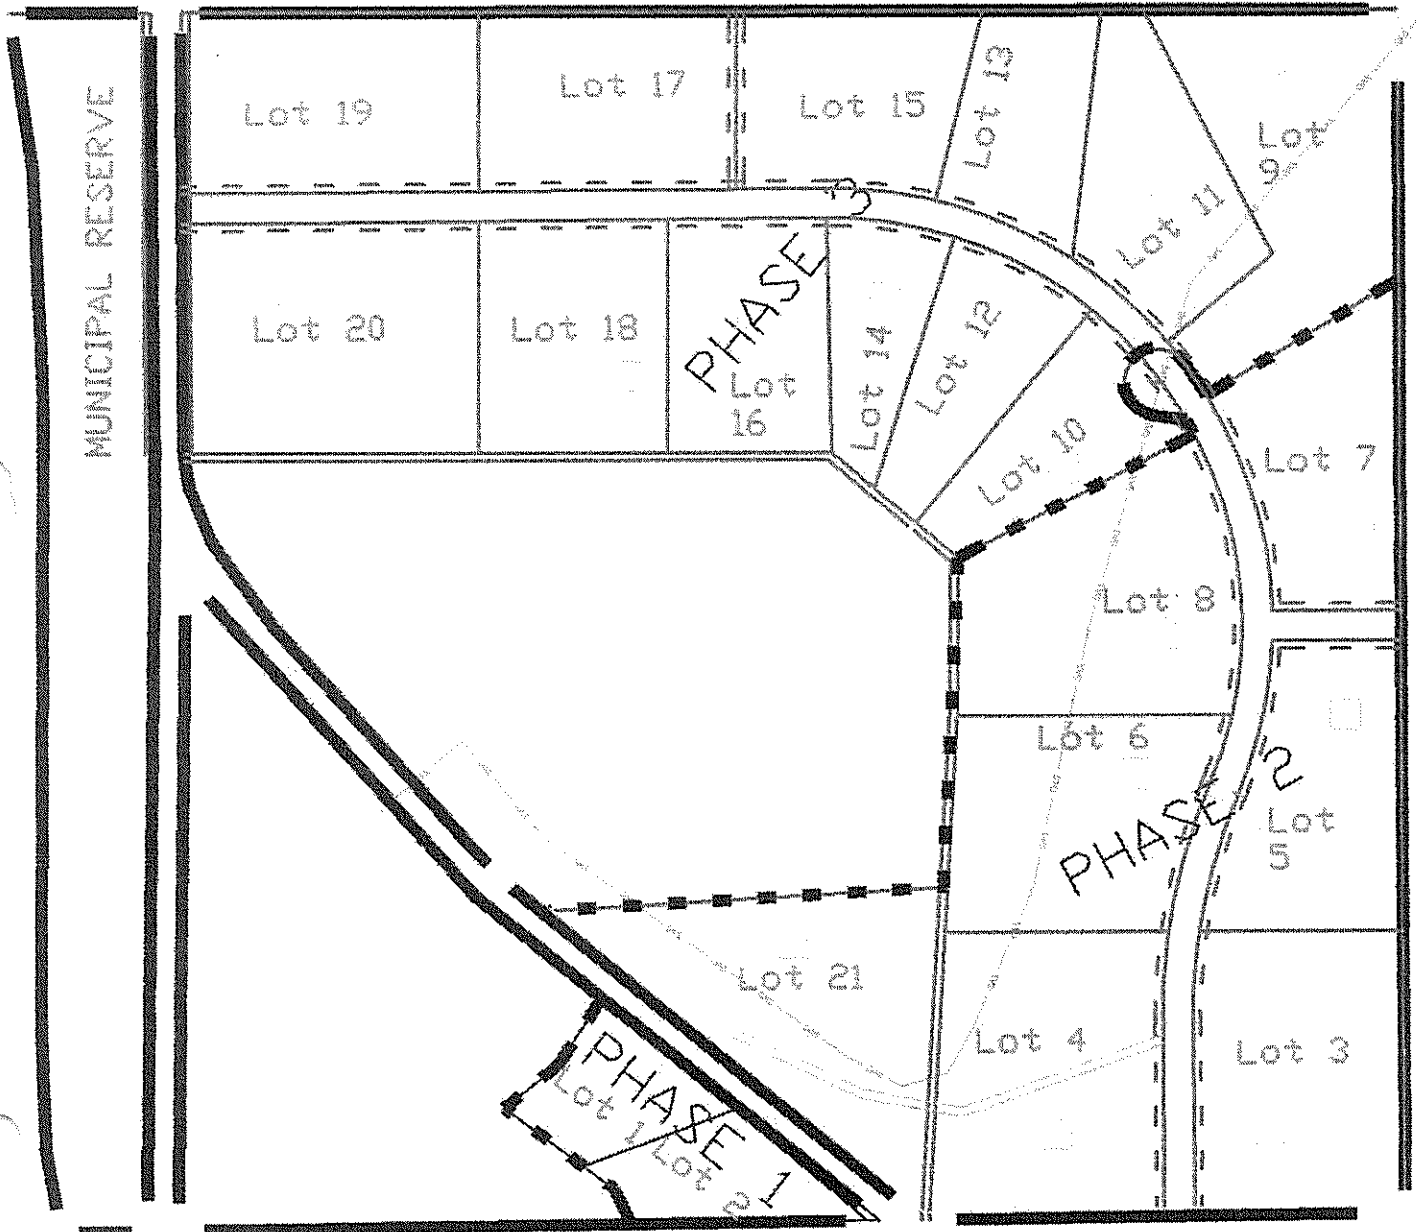 MUNICIPAL RESERVE
Lot 19
Lot 17
Lot 15
Lot 13
Lot
9
Lot 11
Lot 20
Lot 18
PHASE 3
Lot
16
Lot 14
Lot 12
Lot 10
Lot 7
Lot 8
Lot 6
PHASE 2
Lot
5
Lot 21
Lot 4
Lot 3
PHASE 1
Lot 1
Lot
2